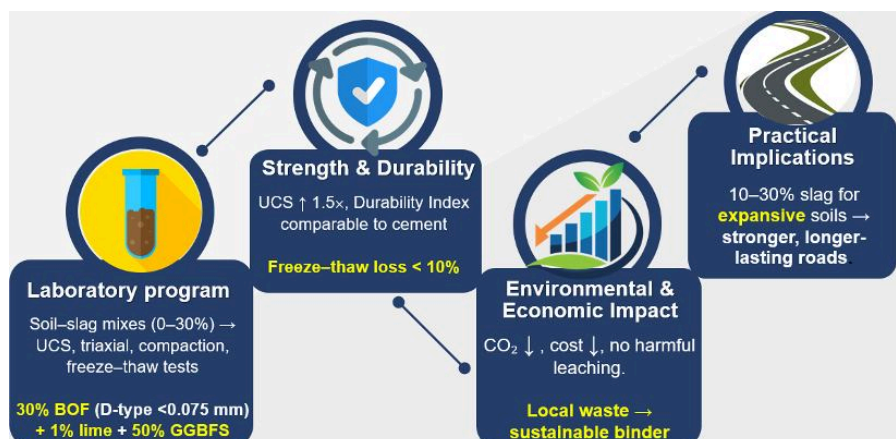 Laboratory program
Soil–slag mixes (0–30%) →
UCS, triaxial, compaction,
freeze–thaw tests
30% BOF (D-type <0.075 mm)
+ 1% lime + 50% GGBFS
Strength & Durability
UCS ↑ 1.5×, Durability Index
comparable to cement
Freeze–thaw loss < 10%
Environmental &
Economic Impact
CO₂ ↓ , cost ↓, no harmful
leaching.
Local waste →
sustainable binder
Practical
Implications
10–30% slag for
expansive soils →
stronger, longer-
lasting roads.